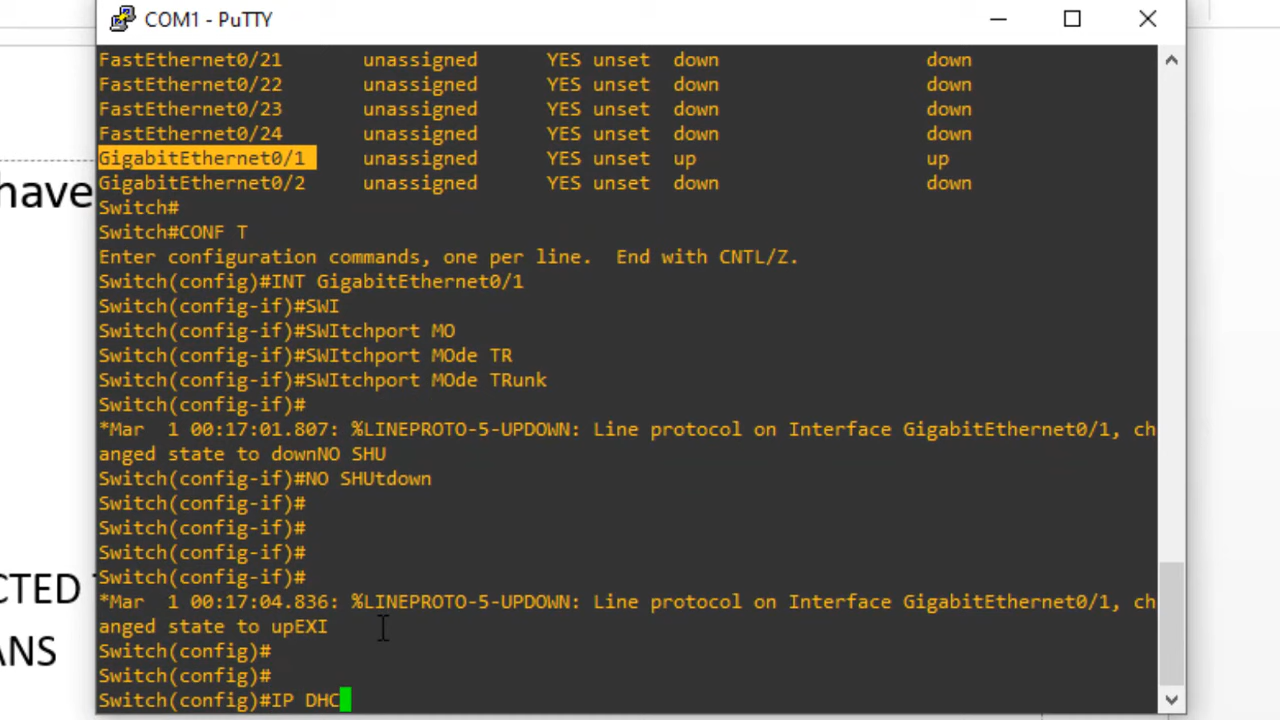 COM1 - PuTTY
FastEthernet0/21 unassigned YES unset down down
FastEthernet0/22 unassigned YES unset down down
FastEthernet0/23 unassigned YES unset down down
FastEthernet0/24 unassigned YES unset down down
GigabitEthernet0/1 unassigned YES unset up up
GigabitEthernet0/2 unassigned YES unset down down
have
Switch#
Switch#CONF T
Enter configuration commands, one per line.  End with CNTL/Z.
Switch(config)#INT GigabitEthernet0/1
Switch(config-if)#SWI
Switch(config-if)#SWItchport MO
Switch(config-if)#SWItchport MOde TR
Switch(config-if)#SWItchport MOde TRunk
Switch(config-if)#
*Mar  1 00:17:01.807: %LINEPROTO-5-UPDOWN: Line protocol on Interface GigabitEthernet0/1, ch
anged state to downNO SHU
Switch(config-if)#NO SHUtdown
Switch(config-if)#
Switch(config-if)#
Switch(config-if)#
Switch(config-if)#
CTED
*Mar  1 00:17:04.836: %LINEPROTO-5-UPDOWN: Line protocol on Interface GigabitEthernet0/1, ch
anged state to upEXI
ANS
Switch(config)#
Switch(config)#
Switch(config)#IP DHC